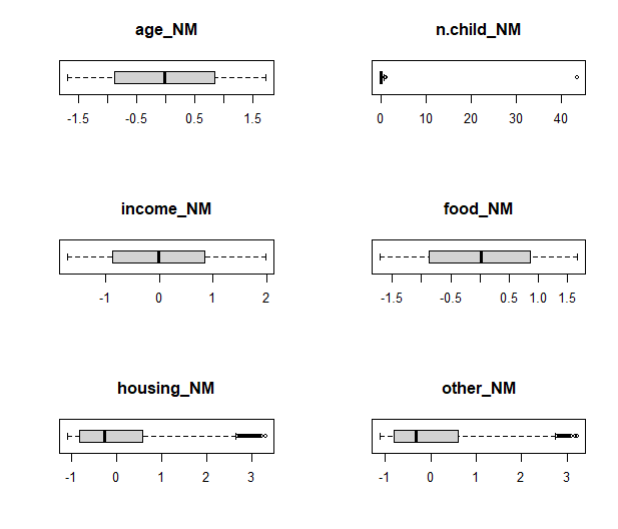 age_NM
n.child_NM
-1.5 -0.5 0.5 1.5
0 10 20 30 40
income_NM
food_NM
-1 0 1 2
-1.5 -0.5 0.5 1.0 1.5
housing_NM
other_NM
-1 0 1 2 3
-1 0 1 2 3